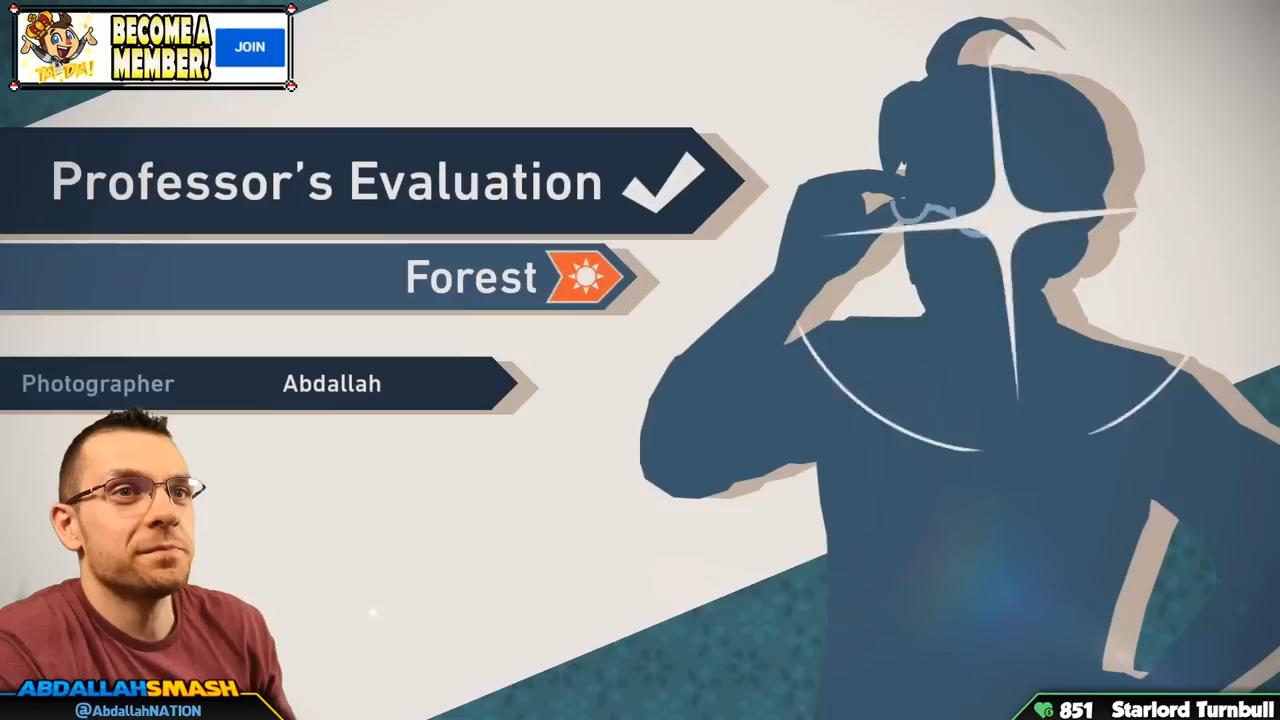 BECOME A
MEMBER!
JOIN
TA-DA!
Professor's Evaluation
Forest
Photographer Abdallah
ABDALLAHSMASH
@AbdallahNATION
851 Starlord Turnbull